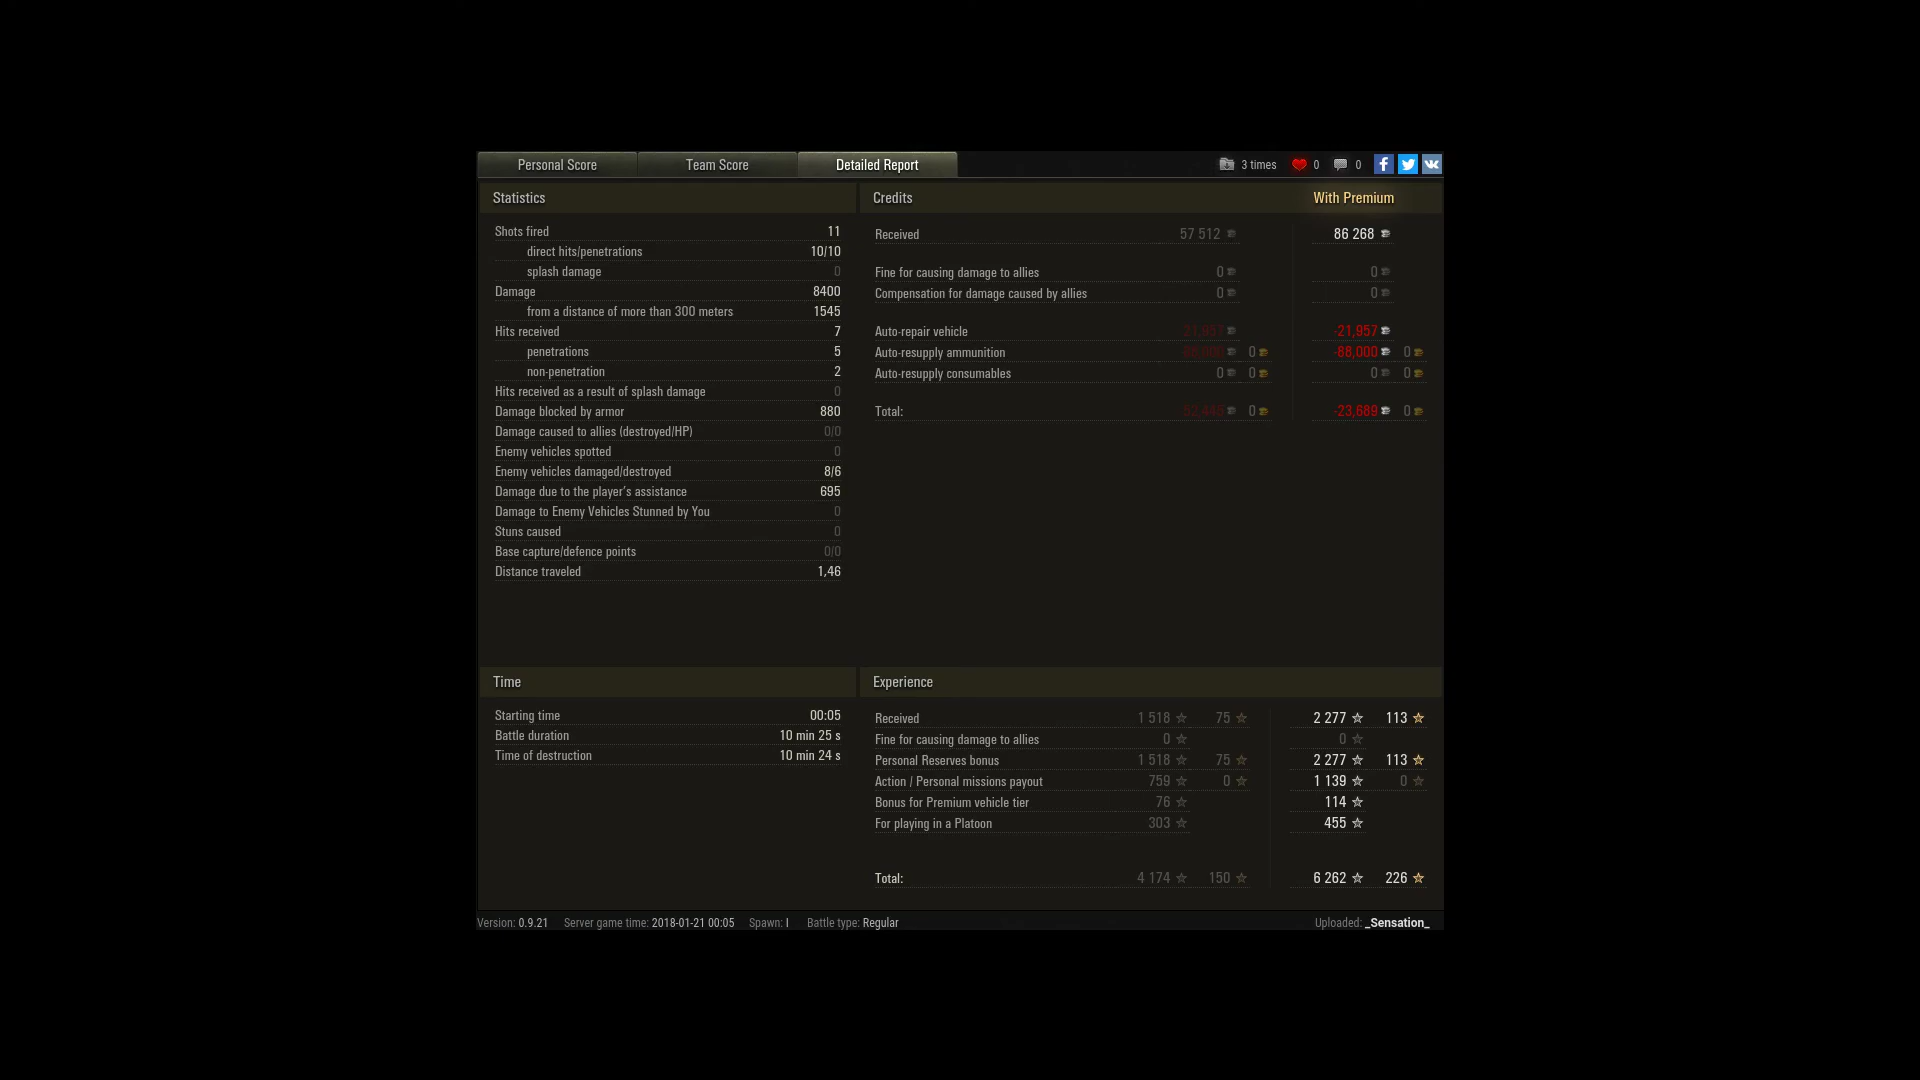 Personal Score Team Score Detailed Report 3 times 0 0
Statistics
Shots fired 11
direct hits/penetrations 10/10
splash damage 0
Damage 8400
from a distance of more than 300 meters 1545
Hits received 7
penetrations 5
non-penetration 2
Hits received as a result of splash damage 0
Damage blocked by armor 880
Damage caused to allies (destroyed/HP) 0/0
Enemy vehicles spotted 0
Enemy vehicles damaged/destroyed 8/6
Damage due to the player's assistance 695
Damage to Enemy Vehicles Stunned by You 0
Stuns caused 0
Base capture/defence points 0/0
Distance traveled 1,46
Credits With Premium
Received 57 512 86 268
Fine for causing damage to allies 0 0
Compensation for damage caused by allies 0 0
Auto-repair vehicle -21,957 -21,957
Auto-resupply ammunition 0 -88,000 0
Auto-resupply consumables 0 0 0 0
Total: 0 -23,689 0
Time
Starting time 00:05
Battle duration 10 min 25 s
Time of destruction 10 min 24 s
Experience
Received 1 518 75 2 277 113
Fine for causing damage to allies 0 0
Personal Reserves bonus 1 518 75 2 277 113
Action / Personal missions payout 759 0 1 139 0
Bonus for Premium vehicle tier 76 114
For playing in a Platoon 303 455
Total: 4 174 150 6 262 226
Version: 0.9.21 Server game time: 2018-01-21 00:05 Spawn: I Battle type: Regular Uploaded: _Sensation_